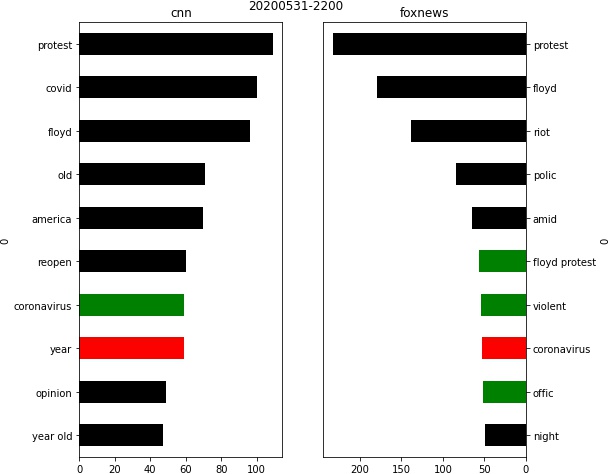 20200531-2200
cnn
foxnews
protest
covid
floyd
old
america
reopen
coronavirus
year
opinion
year old
0
0 20 40 60 80 100
protest
floyd
riot
polic
amid
floyd protest
violent
coronavirus
offic
night
0
200 150 100 50 0